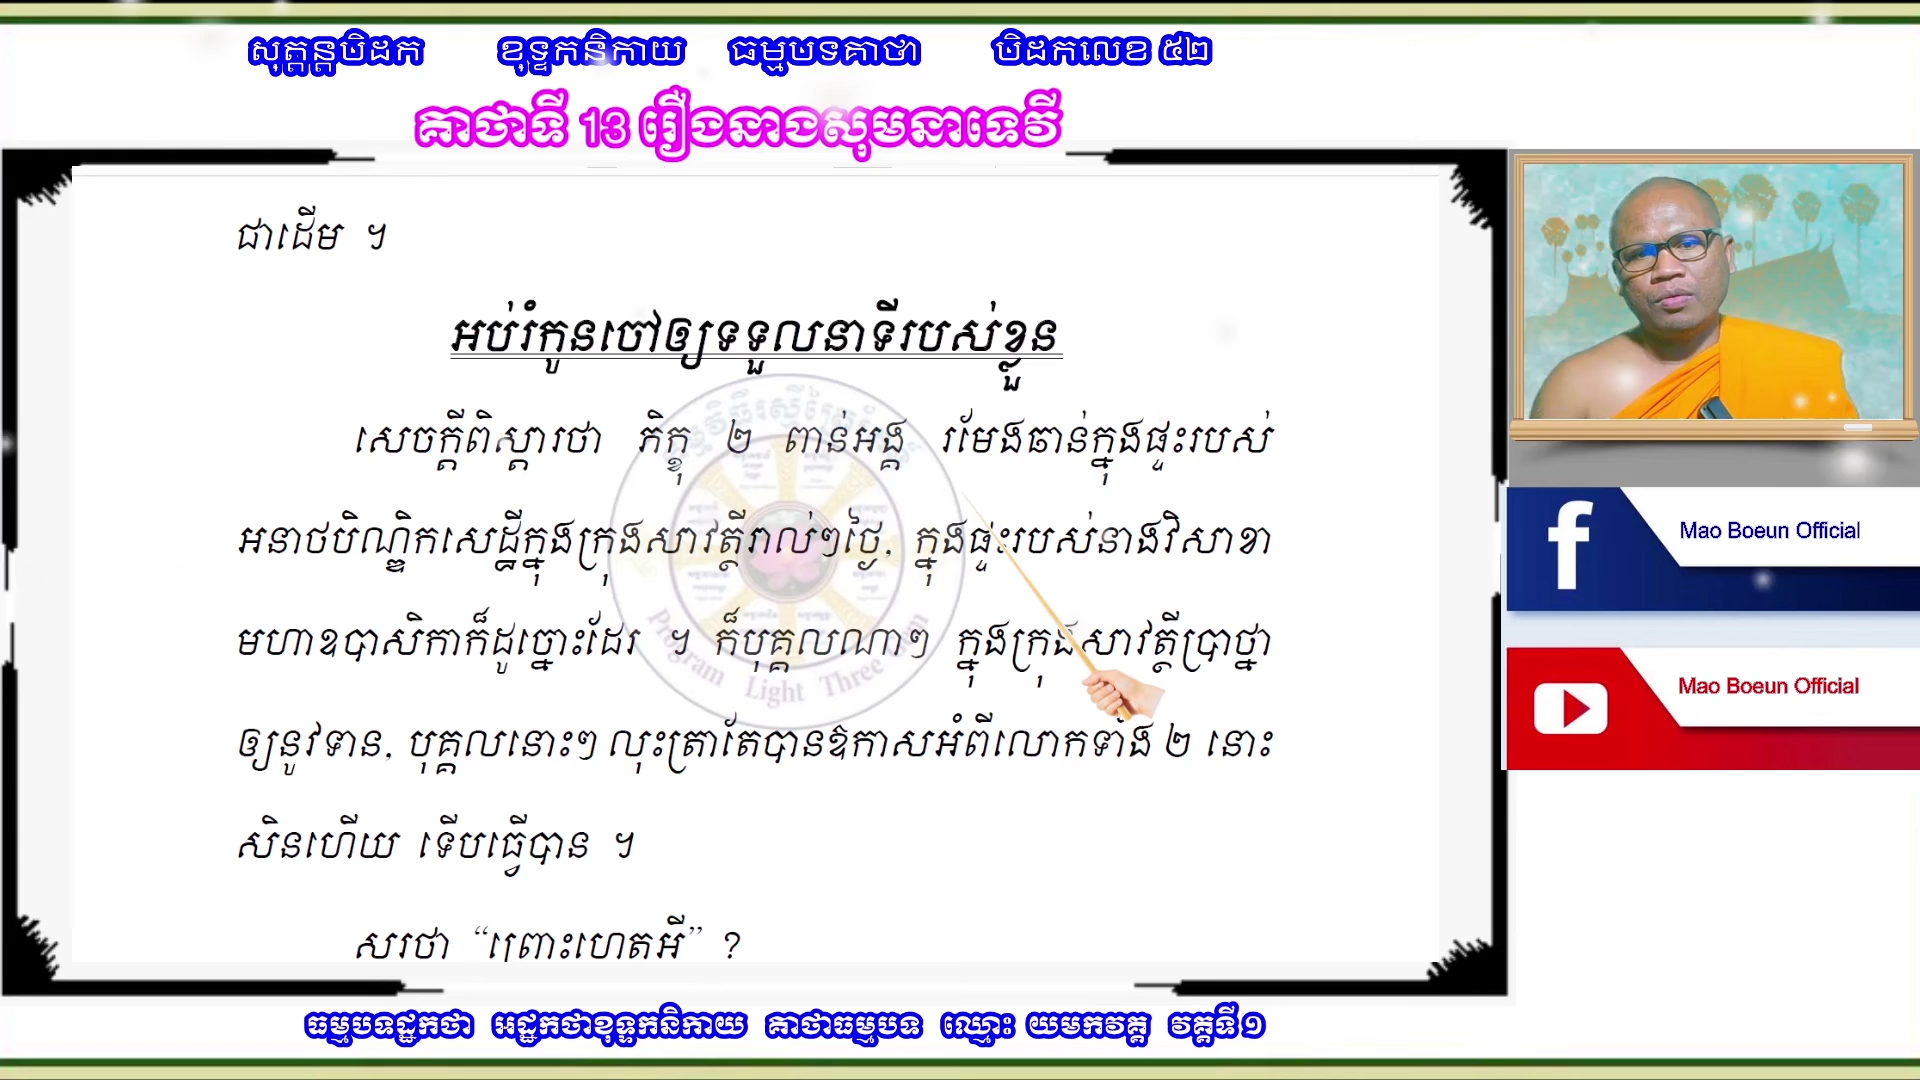 សុត្តន្តបិដក ខុទ្ទកនិកាយ ធម្មបទគាថា បិដកលេខ ៥២
គាថាទី 13 រឿងនាងសុមនាទេវី
ជាដើម ។
អប់រំកូនចៅឲ្យទទួលនាទីរបស់ខ្លួន
សេចក្ដីពិស្ដារថា ភិក្ខុ ២ ពាន់អង្គ រមែងឆាន់ក្នុងផ្ទះរបស់
អនាថបិណ្ឌិកសេដ្ឋីក្នុងក្រុងសាវត្ថីរាល់ៗថ្ងៃ, ក្នុងផ្ទះរបស់នាងវិសាខា
មហាឧបាសិកាក៏ដូច្នោះដែរ ។ ក៏បុគ្គលណាៗ ក្នុងក្រុងសាវត្ថីប្រាថ្នា
ឲ្យនូវទាន, បុគ្គលនោះៗ លុះត្រាតែបានឱកាសអំពីលោកទាំង ២ នោះ
សិនហើយ ទើបធ្វើបាន ។
សរថា “ព្រោះហេតុអី” ?
Program Light Three
Mao Boeun Official
Mao Boeun Official
ធម្មបទដ្ឋកថា អដ្ឋកថាខុទ្ទកនិកាយ គាថាធម្មបទ ឈ្មោះ យមកវគ្គ វគ្គទី ១